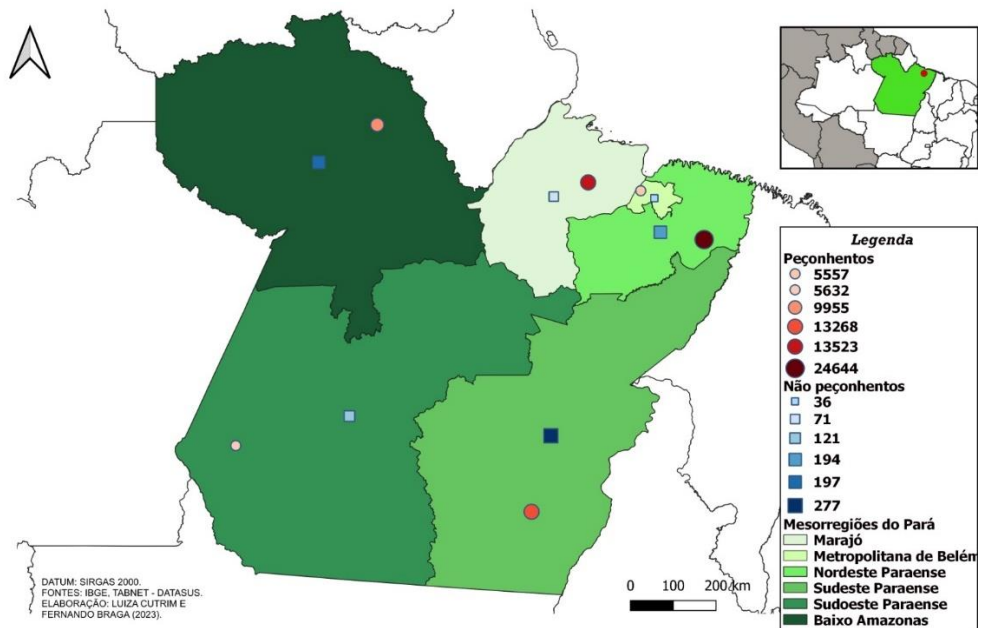 Legenda
Peçonhentos
5557
5632
9955
13268
13523
24644
Não peçonhentos
36
71
121
194
197
277
Mesorregiões do Pará
Marajó
Metropolitana de Belém
Nordeste Paraense
Sudeste Paraense
Sudoeste Paraense
Baixo Amazonas
0 100 200 km
DATUM: SIRGAS 2000.
FONTES: IBGE, TABNET - DATASUS.
ELABORAÇÃO: LUIZA CUTRIM E
FERNANDO BRAGA (2023).